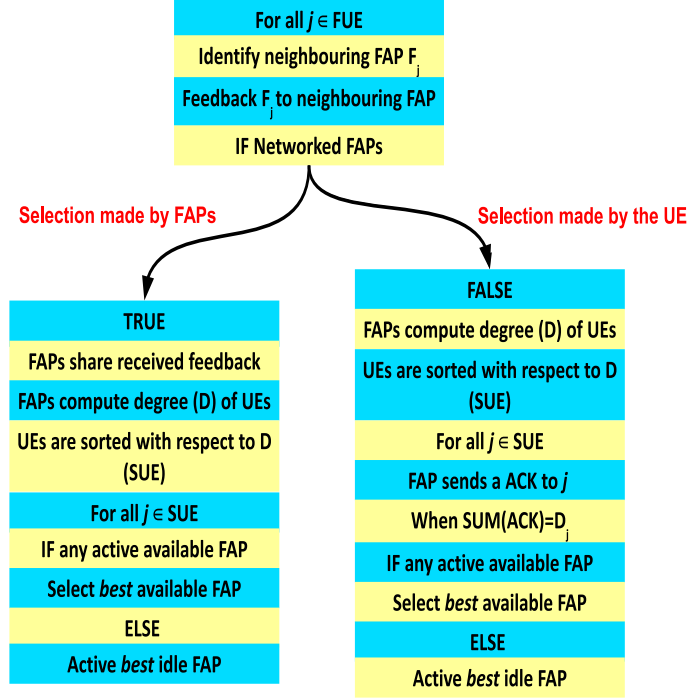 For all j ∈ FUE
Identify neighbouring FAP Fj
Feedback Fj to neighbouring FAP
IF Networked FAPs
Selection made by FAPs
Selection made by the UE
TRUE
FAPs share received feedback
FAPs compute degree (D) of UEs
UEs are sorted with respect to D
(SUE)
For all j ∈ SUE
IF any active available FAP
Select best available FAP
ELSE
Active best idle FAP
FALSE
FAPs compute degree (D) of UEs
UEs are sorted with respect to D
(SUE)
For all j ∈ SUE
FAP sends a ACK to j
When SUM(ACK)=Dj
IF any active available FAP
Select best available FAP
ELSE
Active best idle FAP